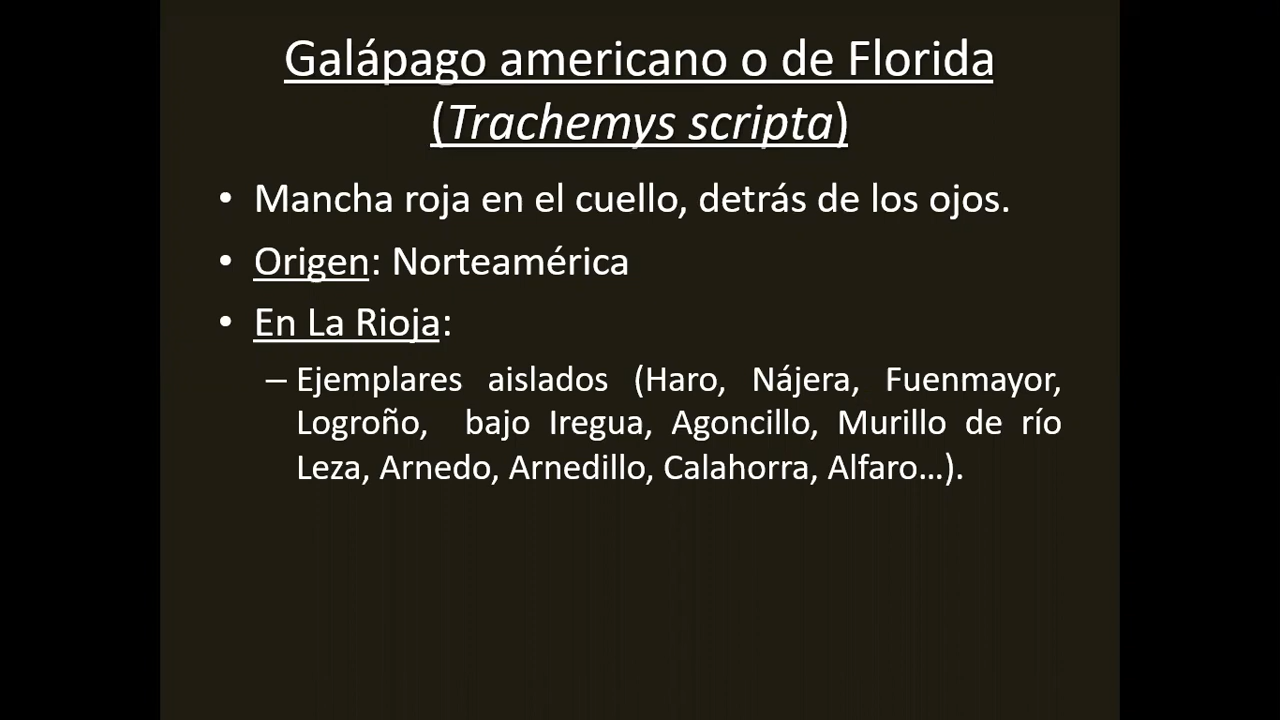 Galápago americano o de Florida
(Trachemys scripta)
• Mancha roja en el cuello, detrás de los ojos.
• Origen: Norteamérica
• En La Rioja:
– Ejemplares aislados (Haro, Nájera, Fuenmayor,
Logroño, bajo Iregua, Agoncillo, Murillo de río
Leza, Arnedo, Arnedillo, Calahorra, Alfaro…).